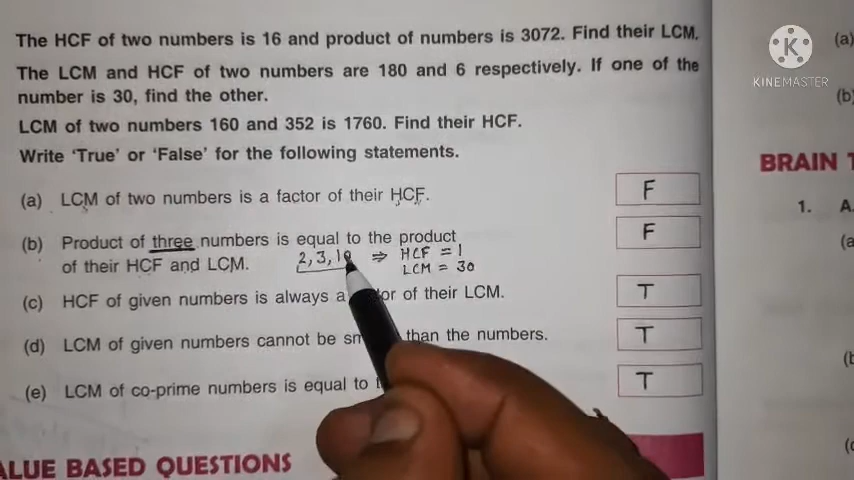 The HCF of two numbers is 16 and product of numbers is 3072. Find their LCM.
The LCM and HCF of two numbers are 180 and 6 respectively. If one of the
number is 30, find the other.
LCM of two numbers 160 and 352 is 1760. Find their HCF.
Write 'True' or 'False' for the following statements.
(a) LCM of two numbers is a factor of their HCF. F
(b) Product of three numbers is equal to the product F
of their HCF and LCM. 2, 3, 10 ⇒ HCF = 1
LCM = 30
(c) HCF of given numbers is always a of their LCM. T
(d) LCM of given numbers cannot be than the numbers. T
(e) LCM of co-prime numbers is equal to T
ALUE BASED QUESTIONS
K
KINEMASTER
(a)
(b)
BRAIN T
1. A.
(a
(b
(c